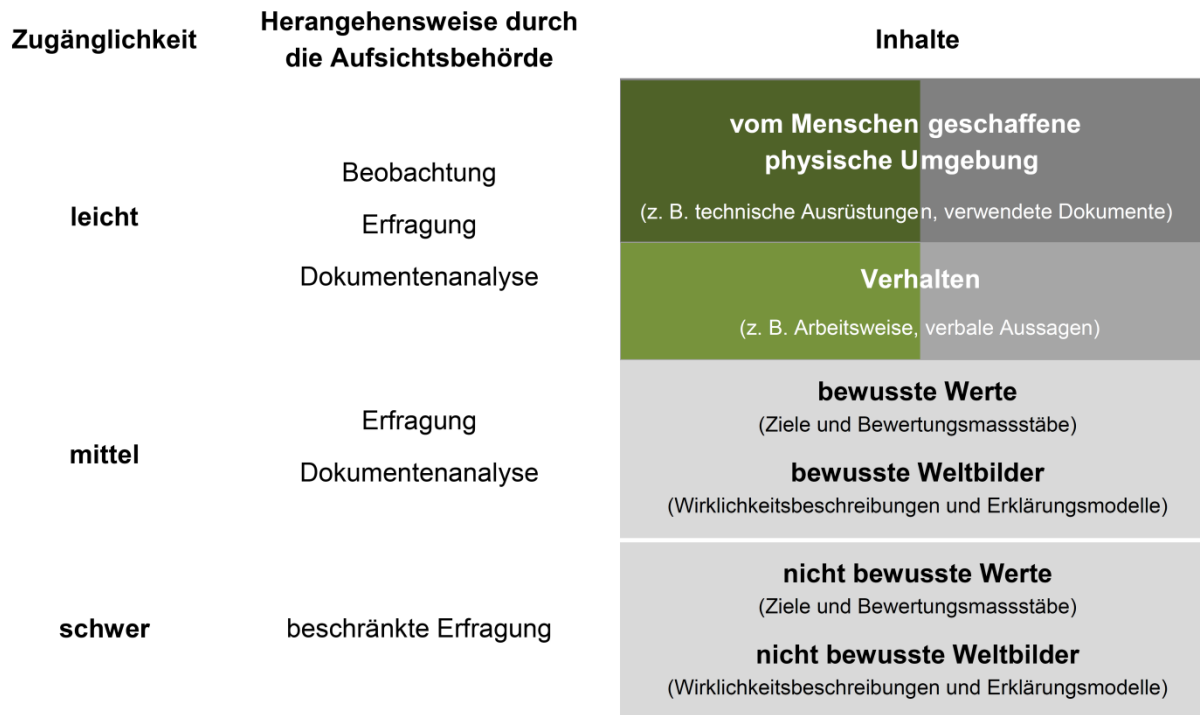 Zugänglichkeit
Herangehensweise durch
die Aufsichtsbehörde
Inhalte
leicht
Beobachtung
Erfragung
Dokumentenanalyse
vom Menschen geschaffene
physische Umgebung
(z. B. technische Ausrüstungen, verwendete Dokumente)
Verhalten
(z. B. Arbeitsweise, verbale Aussagen)
mittel
Erfragung
Dokumentenanalyse
bewusste Werte
(Ziele und Bewertungsmassstäbe)
bewusste Weltbilder
(Wirklichkeitsbeschreibungen und Erklärungsmodelle)
schwer
beschränkte Erfragung
nicht bewusste Werte
(Ziele und Bewertungsmassstäbe)
nicht bewusste Weltbilder
(Wirklichkeitsbeschreibungen und Erklärungsmodelle)